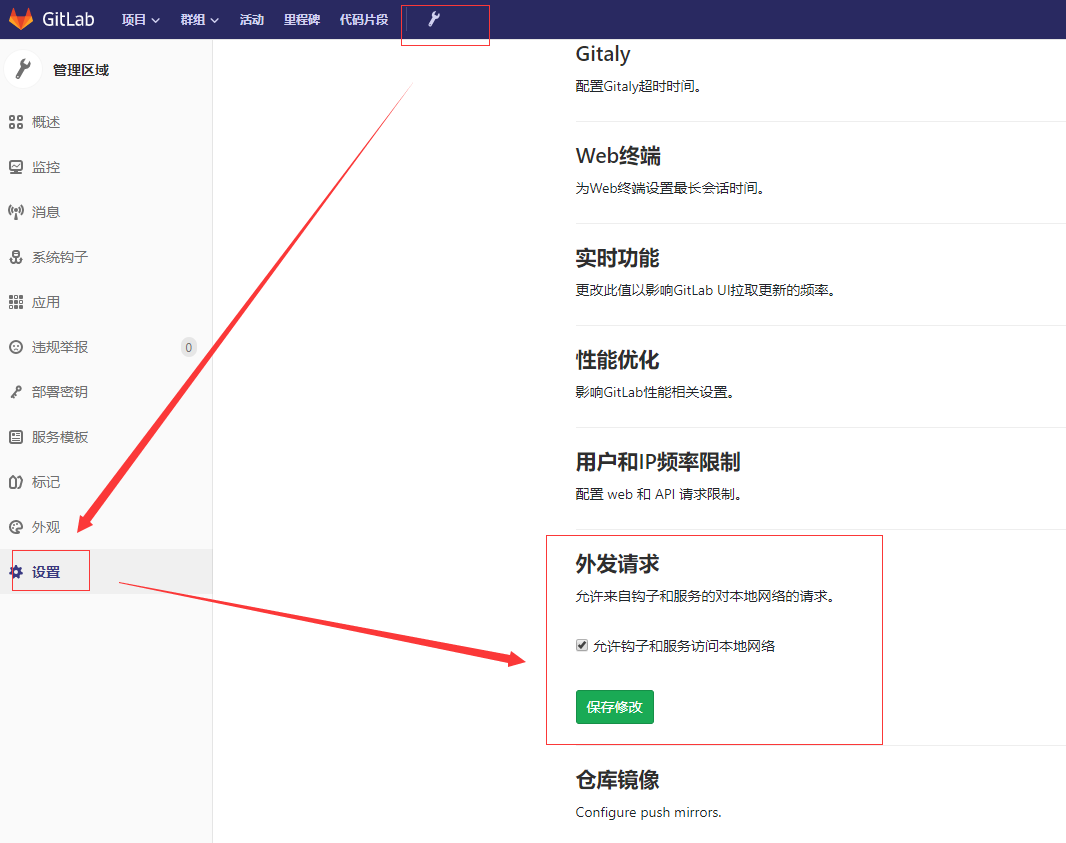 GitLab 项目 群组 活动 里程碑 代码片段
管理区域
概述
监控
消息
系统钩子
应用
违规举报 0
部署密钥
服务模板
标记
外观
设置
Gitaly
配置Gitaly超时时间。
Web终端
为Web终端设置最长会话时间。
实时功能
更改此值以影响GitLab UI拉取更新的频率。
性能优化
影响GitLab性能相关设置。
用户和IP频率限制
配置 web 和 API 请求限制。
外发请求
允许来自钩子和服务的对本地网络的请求。
允许钩子和服务访问本地网络
保存修改
仓库镜像
Configure push mirrors.